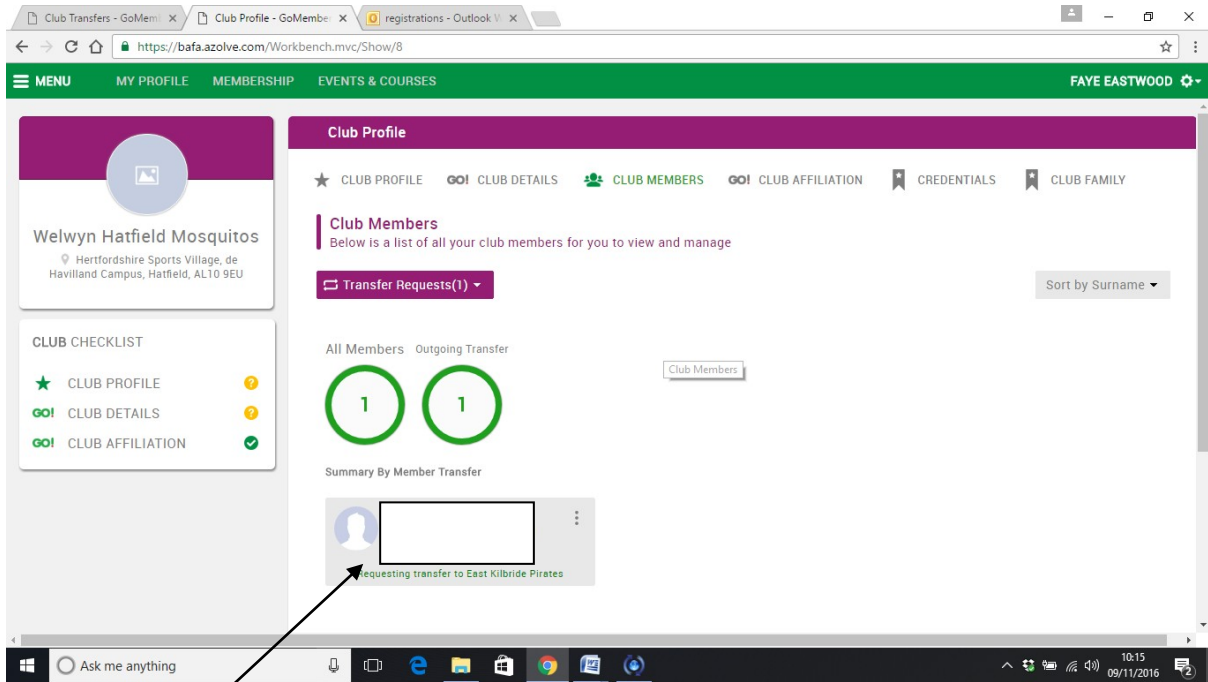 Club Transfers - GoMem
Club Profile - GoMember
registrations - Outlook W
https://bafa.azolve.com/Workbench.mvc/Show/8
MENU MY PROFILE MEMBERSHIP EVENTS & COURSES FAYE EASTWOOD
Club Profile
CLUB PROFILE GO! CLUB DETAILS CLUB MEMBERS GO! CLUB AFFILIATION CREDENTIALS CLUB FAMILY
Welwyn Hatfield Mosquitos
Hertfordshire Sports Village, de
Havilland Campus, Hatfield, AL10 9EU
Club Members
Below is a list of all your club members for you to view and manage
Transfer Requests(1)
Sort by Surname
CLUB CHECKLIST
CLUB PROFILE ?
GO! CLUB DETAILS ?
GO! CLUB AFFILIATION
All Members Outgoing Transfer
1 1
Club Members
Summary By Member Transfer
Requesting transfer to East Kilbride Pirates
Ask me anything
10:15
09/11/2016
2